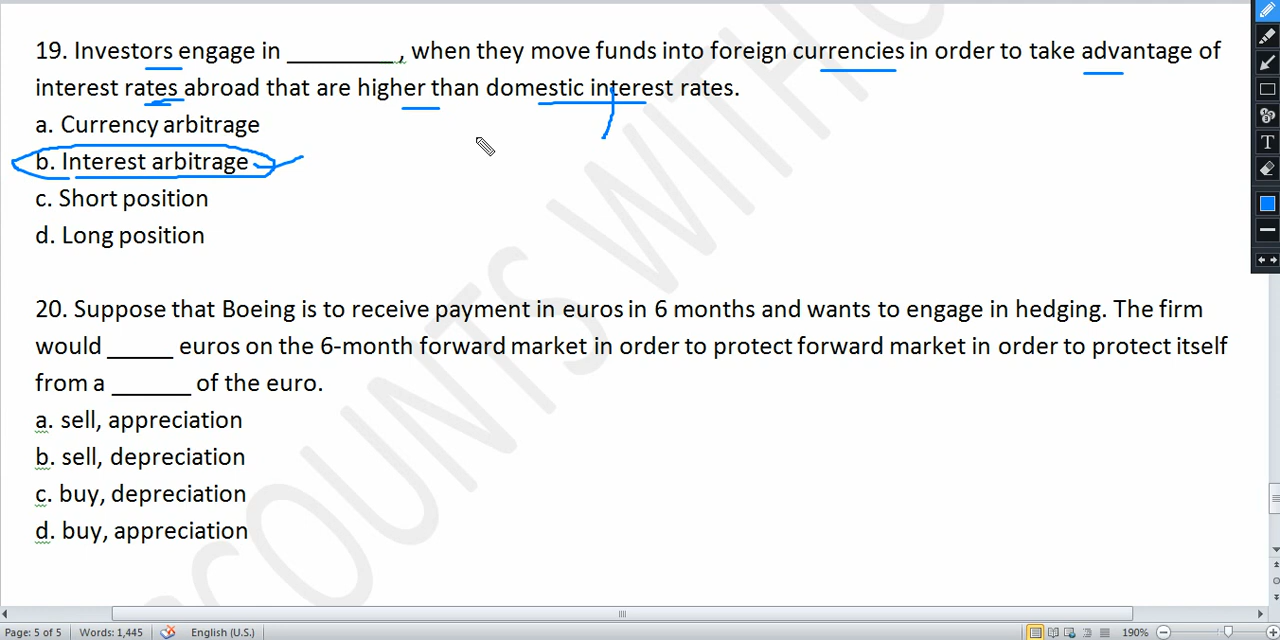 19. Investors engage in _________, when they move funds into foreign currencies in order to take advantage of
interest rates abroad that are higher than domestic interest rates.
a. Currency arbitrage
b. Interest arbitrage
c. Short position
d. Long position
20. Suppose that Boeing is to receive payment in euros in 6 months and wants to engage in hedging. The firm
would _____ euros on the 6-month forward market in order to protect forward market in order to protect itself
from a ______ of the euro.
a. sell, appreciation
b. sell, depreciation
c. buy, depreciation
d. buy, appreciation
COUNTS WITH
T
Page: 5 of 5 Words: 1,445 English (U.S.) 190%